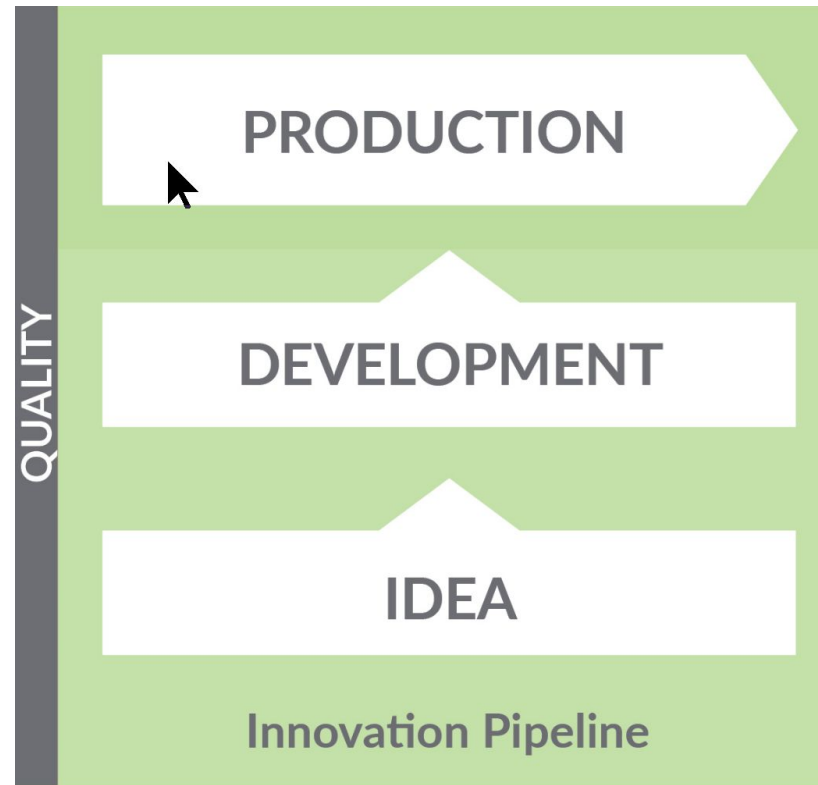 PRODUCTION
QUALITY
DEVELOPMENT
IDEA
Innovation Pipeline